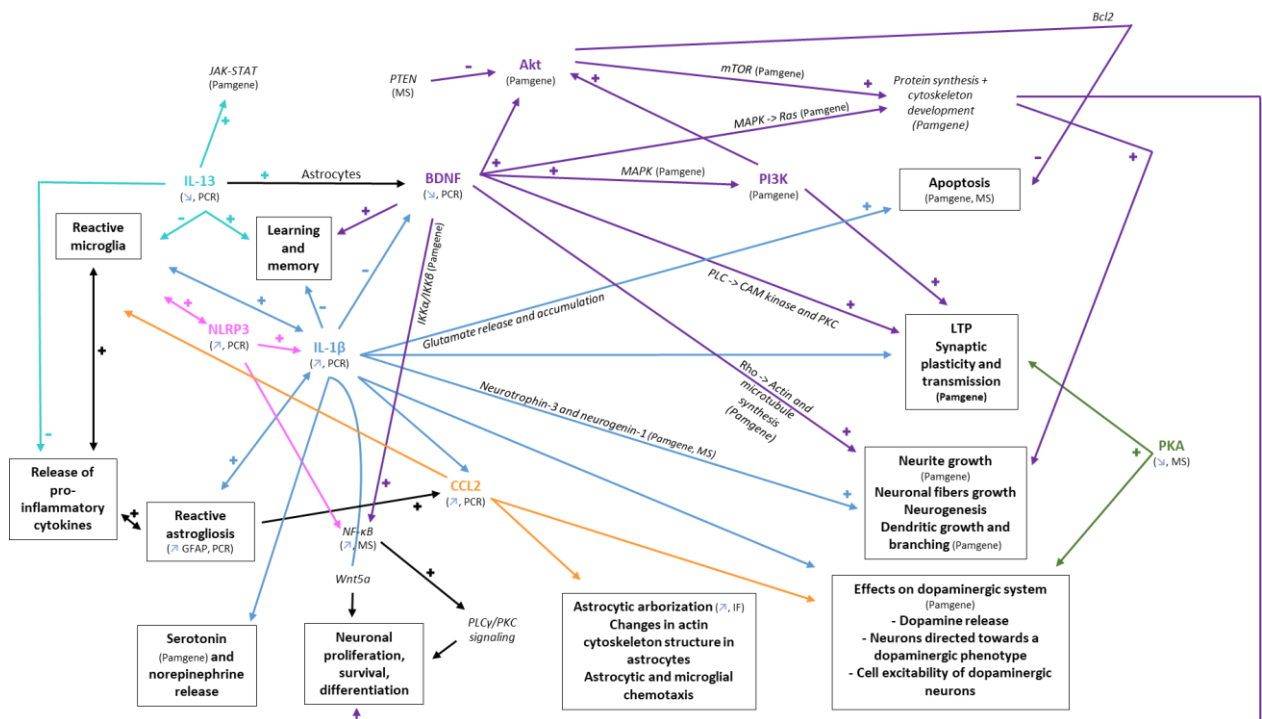 Bcl2
JAK-STAT
(Pamgene)
PTEN
(MS)
Akt
(Pamgene)
mTOR (Pamgene)
Protein synthesis +
cytoskeleton
development
(Pamgene)
MAPK -> Ras (Pamgene)
IL-13
(↘, PCR)
Astrocytes
BDNF
(↘, PCR)
MAPK (Pamgene)
PI3K
(Pamgene)
Apoptosis
(Pamgene, MS)
Reactive
microglia
Learning
and
memory
IKKα/IKKβ (Pamgene)
PLC -> CAM kinase and PKC
Glutamate release and accumulation
NLRP3
(↗, PCR)
IL-1β
(↗, PCR)
LTP
Synaptic
plasticity and
transmission
(Pamgene)
Rho -> Actin and
microtubule
synthesis
(Pamgene)
Neurotrophin-3 and neurogenin-1 (Pamgne, MS)
PKA
(↘, MS)
Release of
pro-
inflammatory
cytokines
Reactive
astrogliosis
(↗ GFAP, PCR)
CCL2
(↗, PCR)
Neurite growth
(Pamgene)
Neuronal fibers growth
Neurogenesis
Dendritic growth and
branching (Pamgene)
NF-κB
(↗, MS)
Wnt5a
PLCγ/PKC
signaling
Serotonin
(Pamgene) and
norepinephrine
release
Neuronal
proliferation,
survival,
differentiation
Astrocytic arborization (↗, IF)
Changes in actin
cytoskeleton structure in
astrocytes
Astrocytic and microglial
chemotaxis
Effects on dopaminergic system
(Pamgene)
- Dopamine release
- Neurons directed towards a
dopaminergic phenotype
- Cell excitability of dopaminergic
neurons